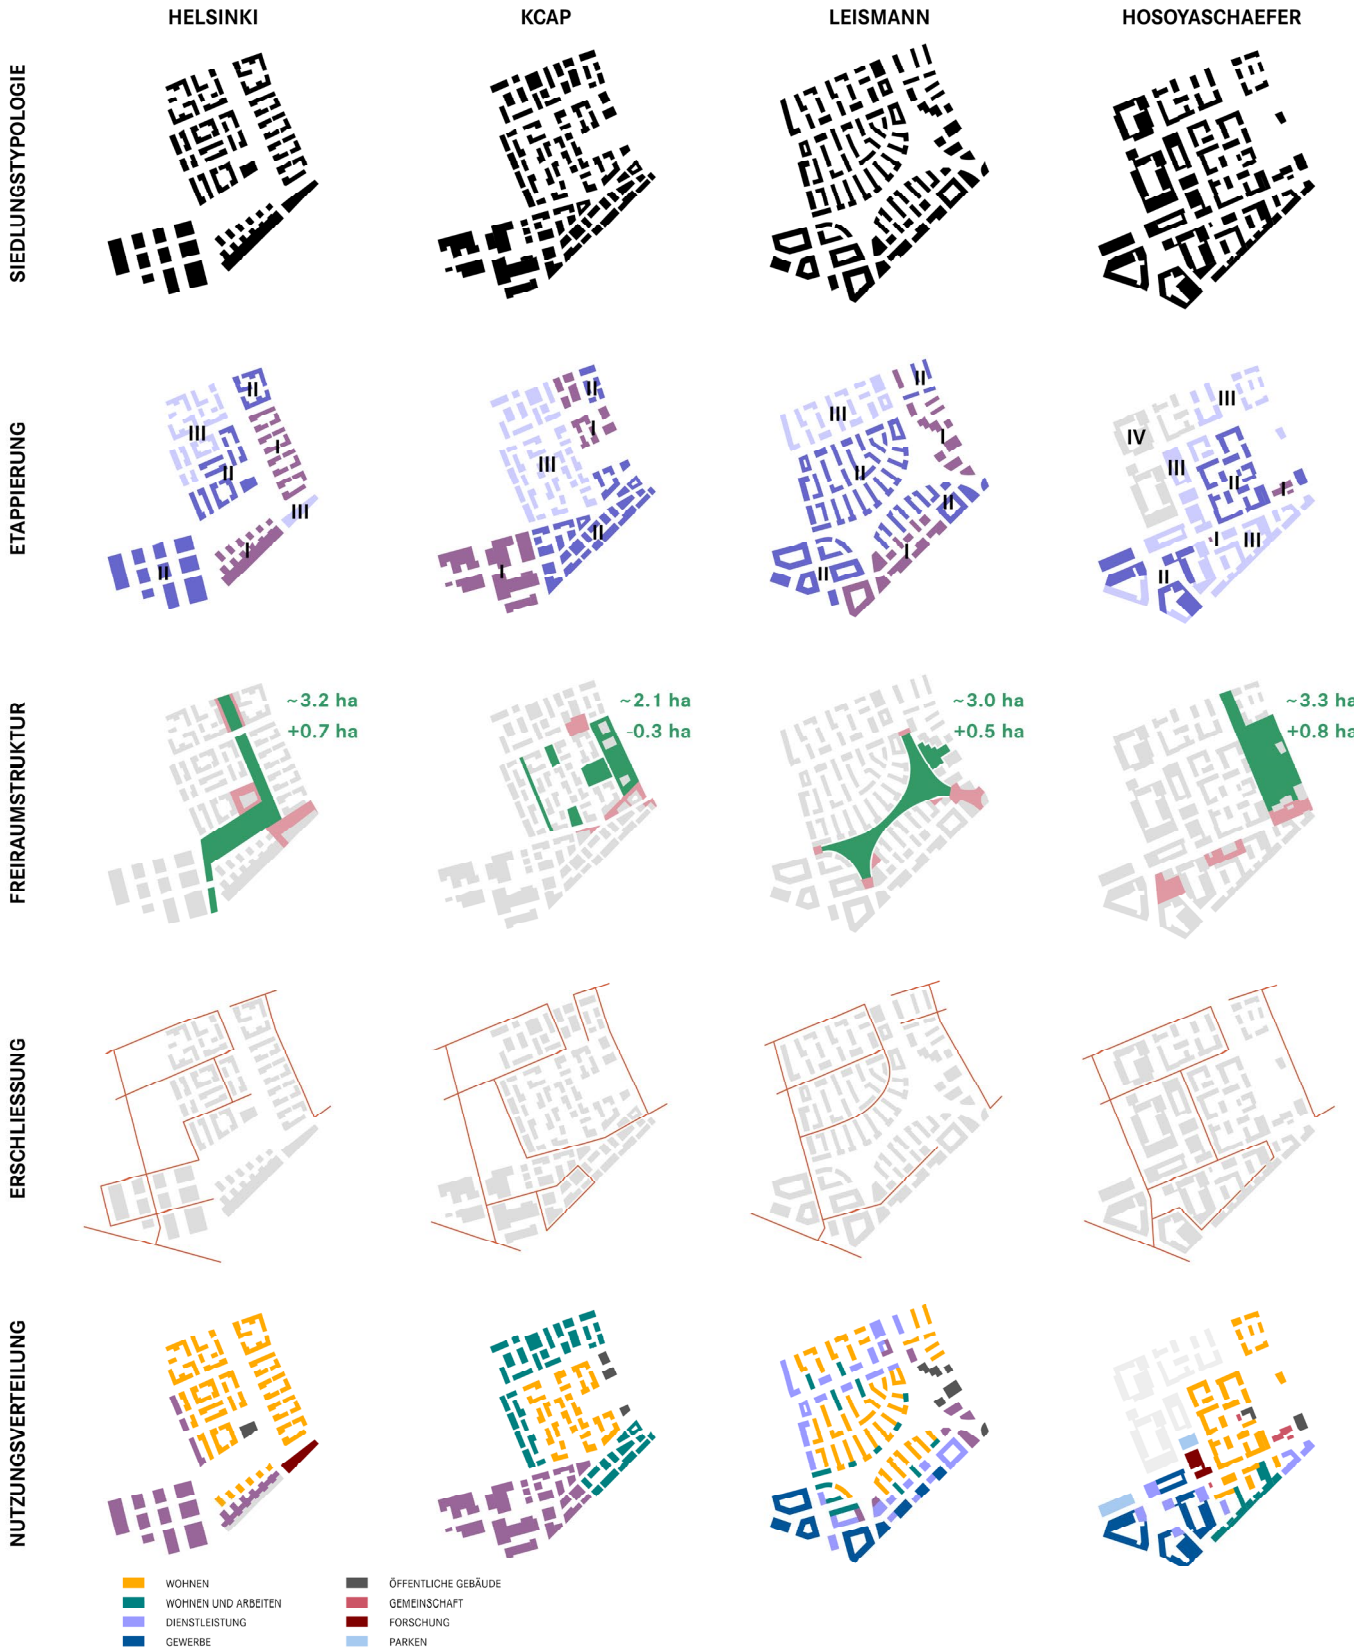 HELSINKI KCAP LEISMANN HOSOYASCHAEFER
SIEDLUNGSTYPOLOGIE
ETAPPIERUNG
II III I II III I II
II I III II I
II III I II II I II
III IV III II I I III II
FREIRAUMSTRUKTUR
~3.2 ha ~2.1 ha ~3.0 ha ~3.3 ha
+0.7 ha -0.3 ha +0.5 ha +0.8 ha
ERSCHLIESSUNG
NUTZUNGSVERTEILUNG
WOHNEN ÖFFENTLICHE GEBÄUDE
WOHNEN UND ARBEITEN GEMEINSCHAFT
DIENSTLEISTUNG FORSCHUNG
GEWERBE PARKEN